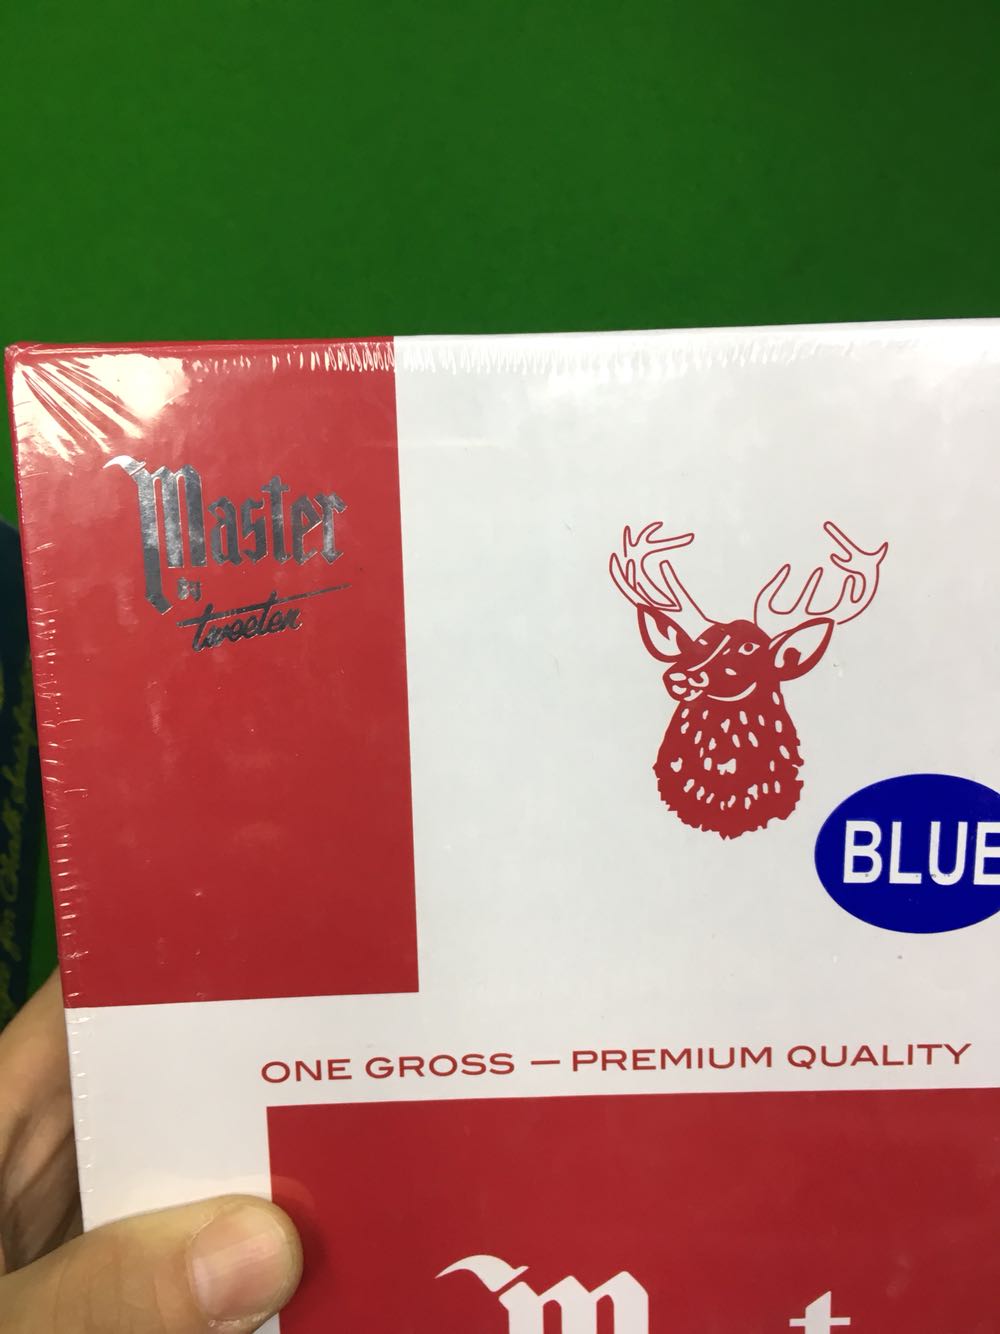 Master
by
tweeten
BLUE
ONE GROSS — PREMIUM QUALITY